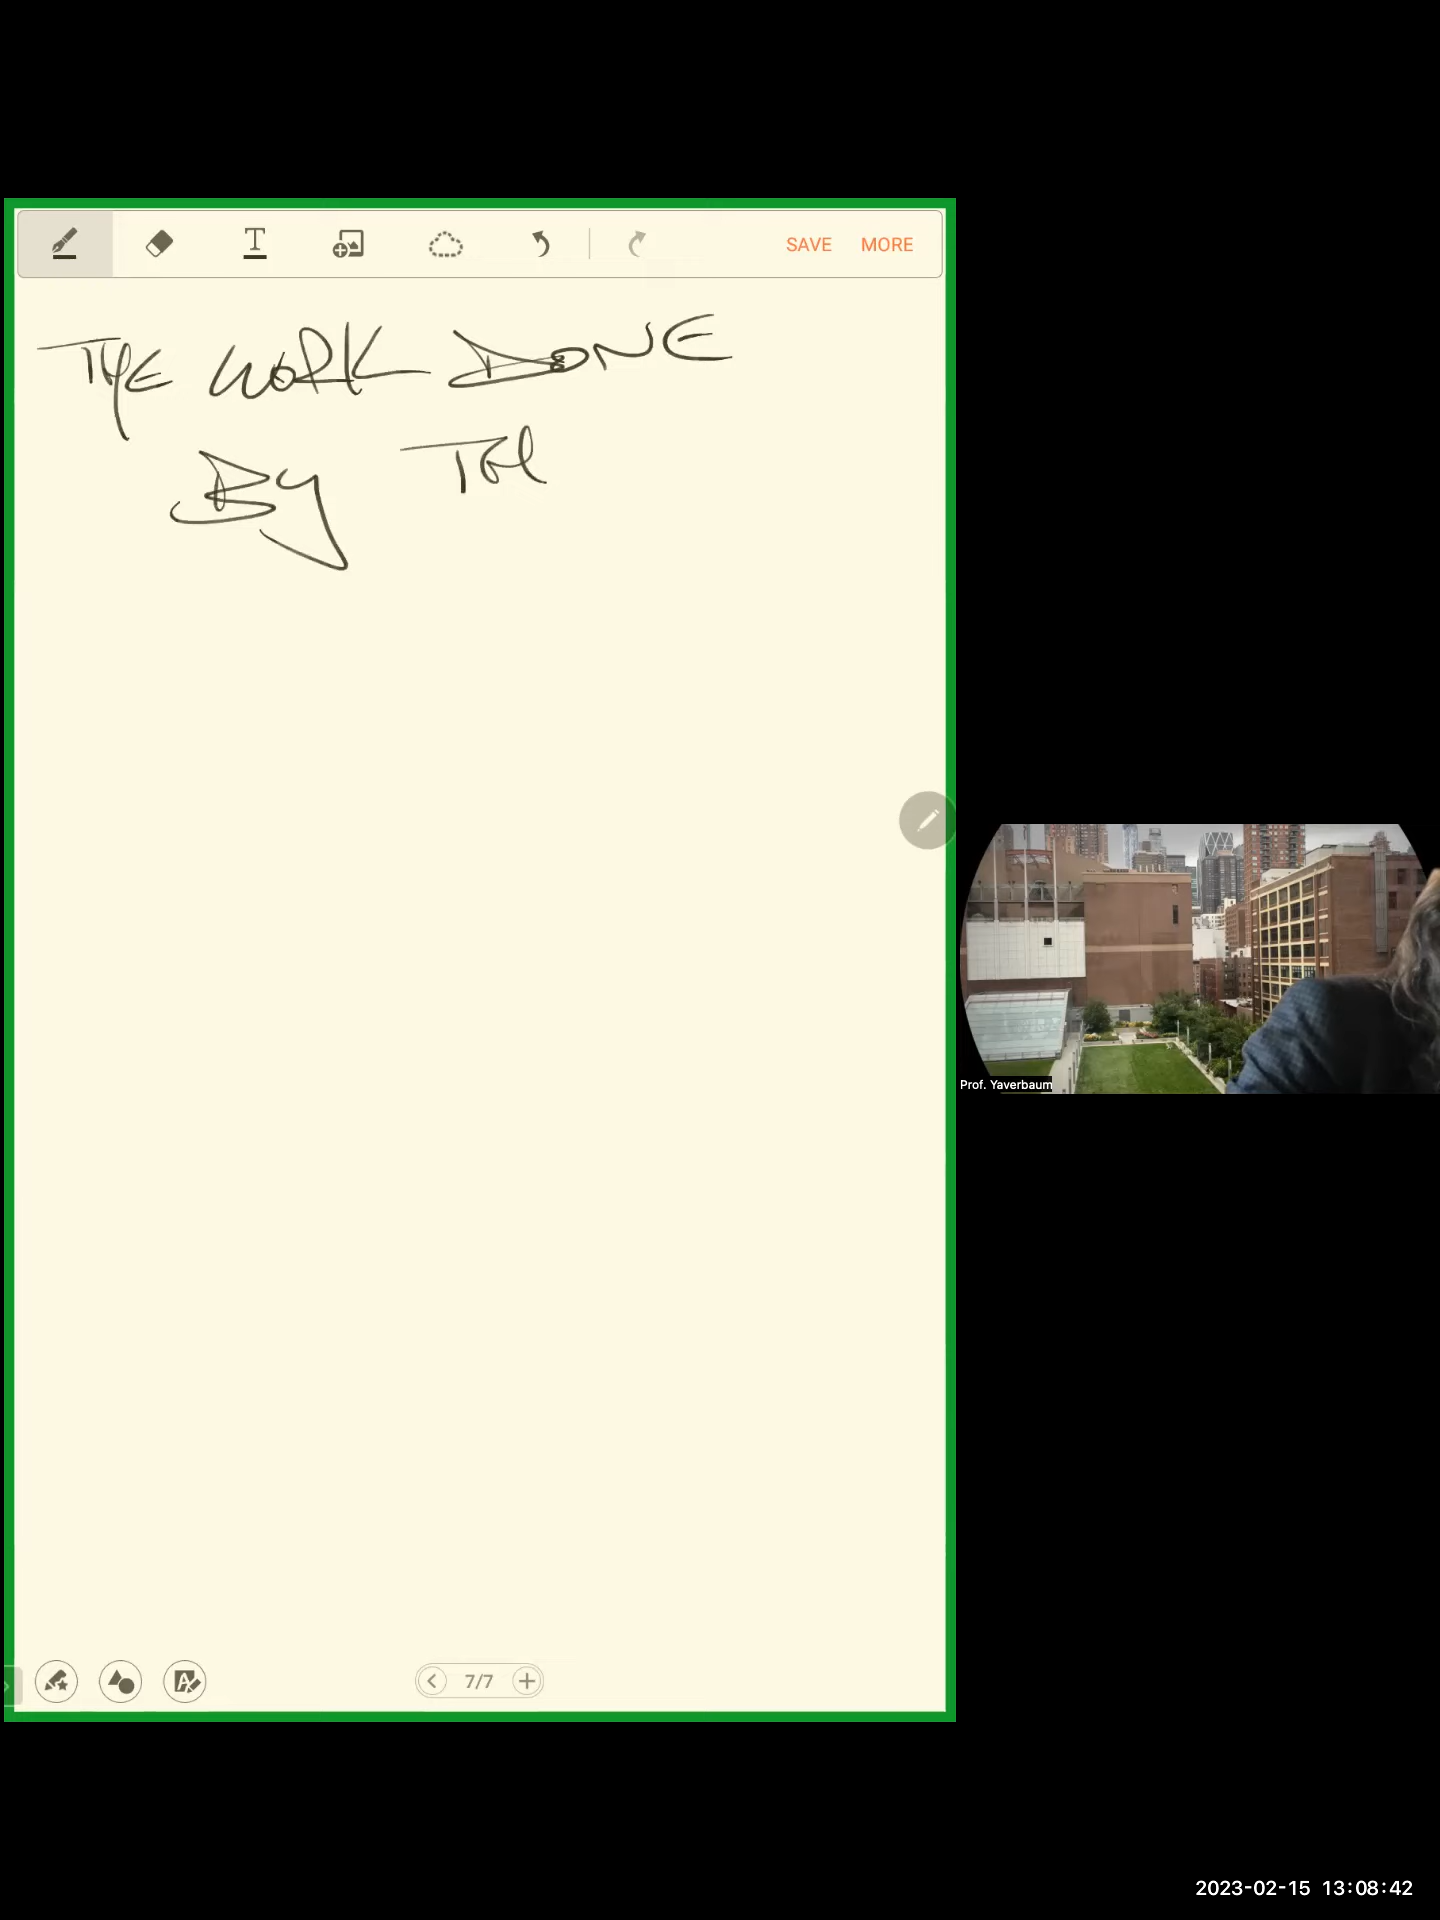 T
SAVE MORE
THE WORK DONE
BY THE
Prof. Yaverbaum
A
7/7
2023-02-15 13:08:42